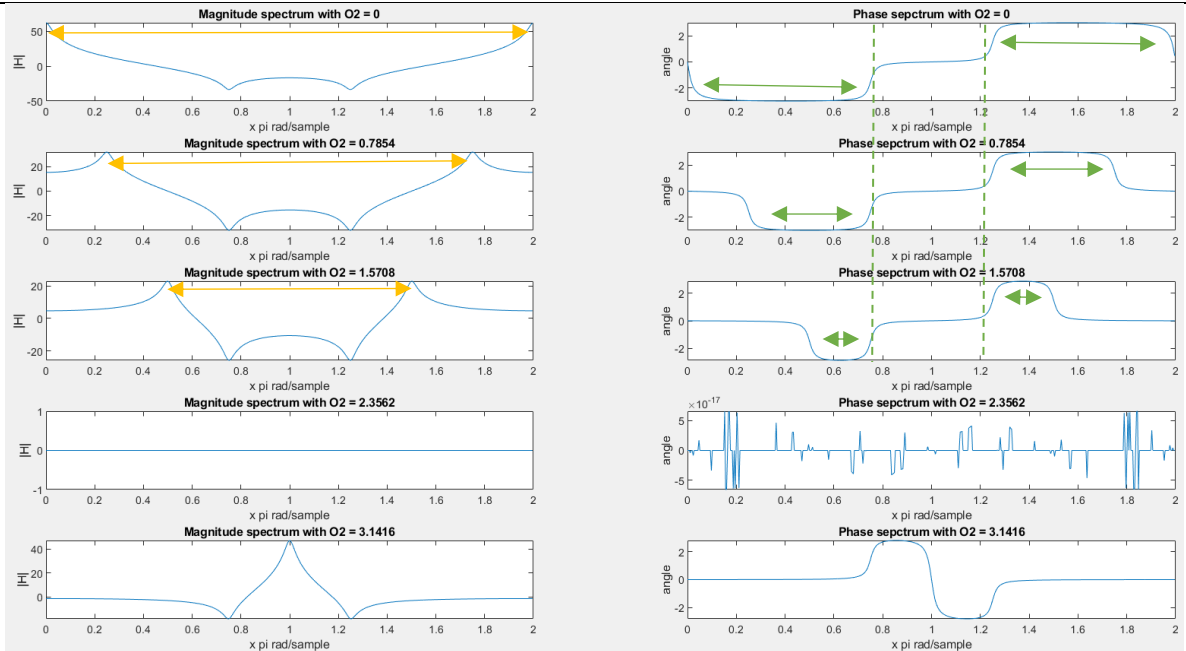 Magnitude spectrum with O2 = 0
|H|
50
0
-50
0 0.2 0.4 0.6 0.8 1 1.2 1.4 1.6 1.8 2
x pi rad/sample
Phase sepctrum with O2 = 0
angle
2
0
-2
0 0.2 0.4 0.6 0.8 1 1.2 1.4 1.6 1.8 2
x pi rad/sample
Magnitude spectrum with O2 = 0.7854
|H|
20
0
-20
0 0.2 0.4 0.6 0.8 1 1.2 1.4 1.6 1.8 2
x pi rad/sample
Phase sepctrum with O2 = 0.7854
angle
2
0
-2
0 0.2 0.4 0.6 0.8 1 1.2 1.4 1.6 1.8 2
x pi rad/sample
Magnitude spectrum with O2 = 1.5708
|H|
20
0
-20
0 0.2 0.4 0.6 0.8 1 1.2 1.4 1.6 1.8 2
x pi rad/sample
Phase sepctrum with O2 = 1.5708
angle
2
0
-2
0 0.2 0.4 0.6 0.8 1 1.2 1.4 1.6 1.8 2
x pi rad/sample
Magnitude spectrum with O2 = 2.3562
|H|
1
0
-1
0 0.2 0.4 0.6 0.8 1 1.2 1.4 1.6 1.8 2
x pi rad/sample
Phase sepctrum with O2 = 2.3562
×10⁻¹⁷
angle
5
0
-5
0 0.2 0.4 0.6 0.8 1 1.2 1.4 1.6 1.8 2
x pi rad/sample
Magnitude spectrum with O2 = 3.1416
|H|
40
20
0
0 0.2 0.4 0.6 0.8 1 1.2 1.4 1.6 1.8 2
x pi rad/sample
Phase sepctrum with O2 = 3.1416
angle
2
0
-2
0 0.2 0.4 0.6 0.8 1 1.2 1.4 1.6 1.8 2
x pi rad/sample